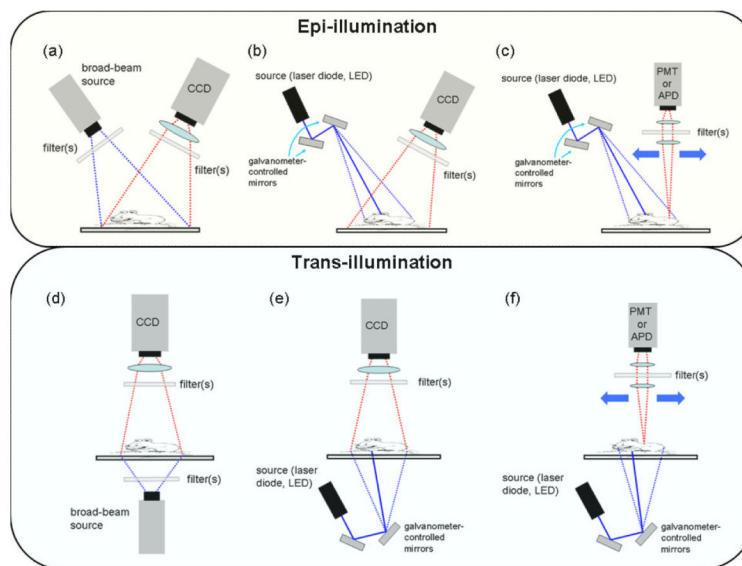 Epi-illumination
(a)
broad-beam
source
CCD
filter(s)
filter(s)
(b)
source (laser diode, LED)
CCD
galvanometer-
controlled
mirrors
filter(s)
(c)
source (laser diode, LED)
PMT
or
APD
filter(s)
galvanometer-
controlled
mirrors
Trans-illumination
(d)
CCD
filter(s)
filter(s)
broad-beam
source
(e)
CCD
filter(s)
source (laser
diode, LED)
galvanometer-
controlled
mirrors
(f)
PMT
or
APD
filter(s)
source (laser
diode, LED)
galvanometer-
controlled
mirrors